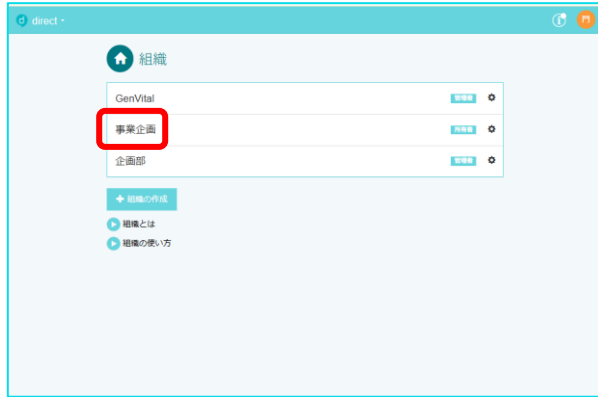 direct
組織
GenVital
管理者
事業企画
所有者
企画部
管理者
+ 組織の作成
組織とは
組織の使い方